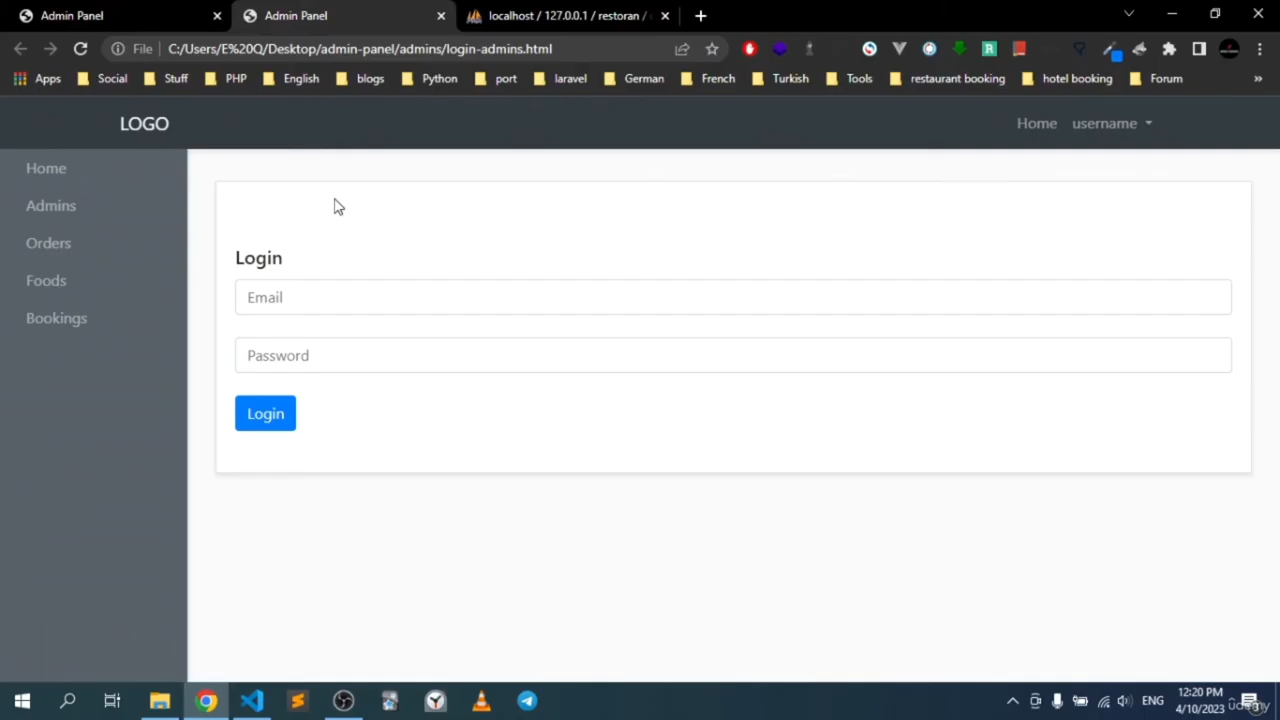 Admin Panel
Admin Panel
localhost / 127.0.0.1 / restoran /
File
C:/Users/E%20Q/Desktop/admin-panel/admins/login-admins.html
Apps Social Stuff PHP English blogs Python port laravel German French Turkish Tools restaurant booking hotel booking Forum »
LOGO
Home username
Home
Admins
Orders
Foods
Bookings
Login
Email
Password
Login
ENG
12:20 PM
4/10/2023
udemy